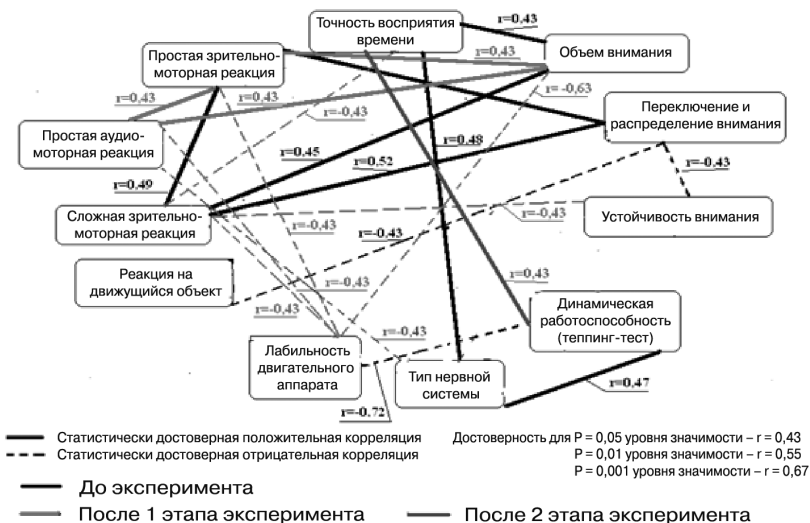 Точность восприятия
времени
r=0,43
Объем внимания
Простая зрительно-
моторная реакция
r=0,43
r= -0,63
r=0,43
r=0,43
r=-0,43
Переключение и
распределение внимания
Простая аудио-
моторная реакция
r=0.45
r=0.48
r=0.52
r=-0.43
r=0.49
Сложная зрительно-
моторная реакция
r=-0,43
r=-0.43
r=-0,43
Устойчивость внимания
Реакция на
движущийся объект
r=-0,43
r=0,43
r=-0,43
r=-0,43
Динамическая
работоспособность
(теппинг-тест)
Лабильность
двигательного
аппарата
Тип нервной
системы
r=0,47
r=-0.72
Статистически достоверная положительная корреляция
Статистически достоверная отрицательная корреляция
Достоверность для P = 0,05 уровня значимости – r = 0,43
P = 0,01 уровня значимости – r = 0,55
P = 0,001 уровня значимости – r = 0,67
До эксперимента
После 1 этапа эксперимента
После 2 этапа эксперимента